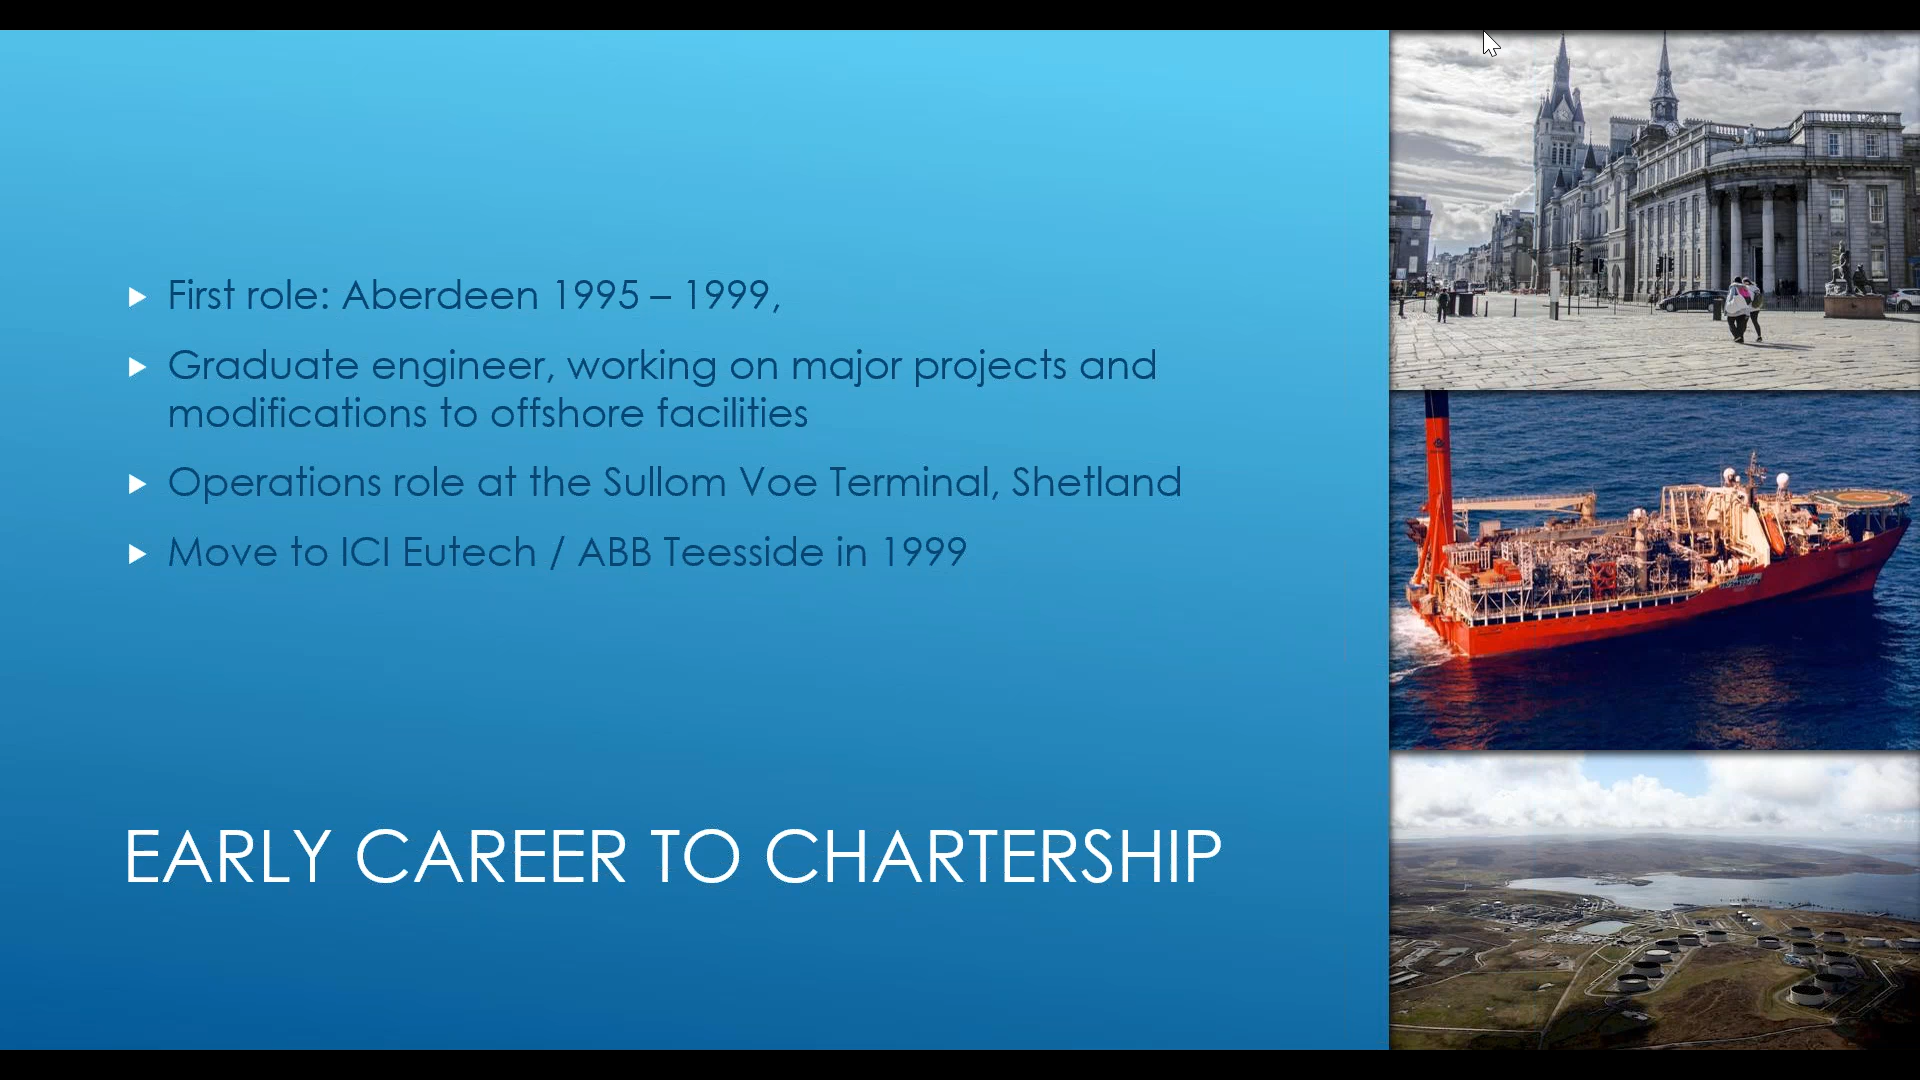 First role: Aberdeen 1995 – 1999,
Graduate engineer, working on major projects and
modifications to offshore facilities
Operations role at the Sullom Voe Terminal, Shetland
Move to ICI Eutech / ABB Teesside in 1999
EARLY CAREER TO CHARTERSHIP